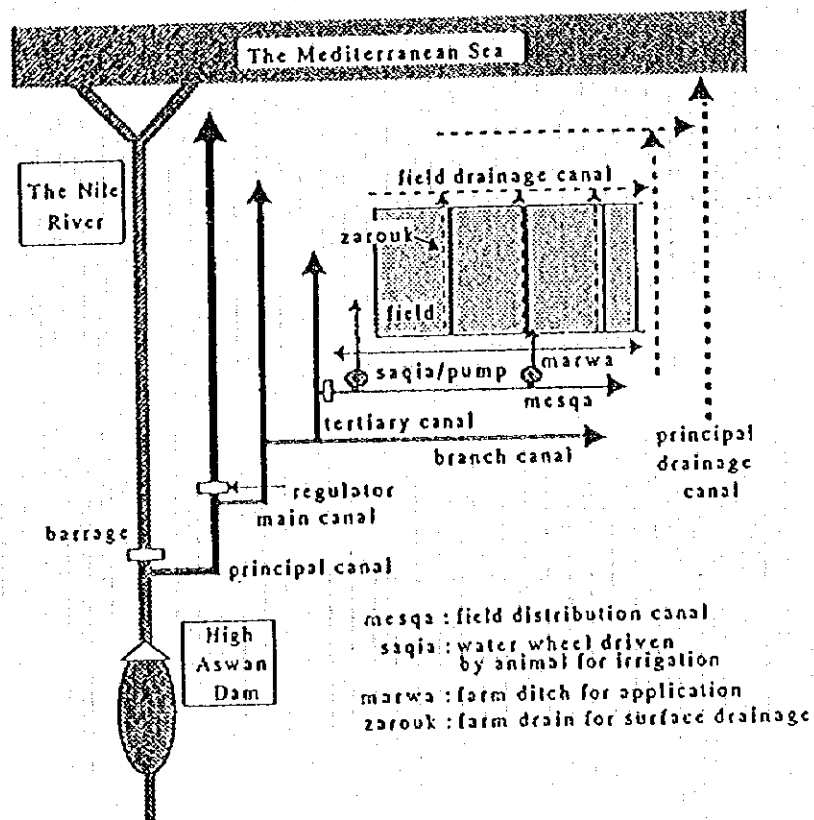 The Mediterranean Sea
The Nile
River
field drainage canal
zarouk
field
marwa
saqia/pump
mesqa
tertiary canal
branch canal
principal
drainage
canal
regulator
main canal
barrage
principal canal
High
Aswan
Dam
mesqa : field distribution canal
saqia : water wheel driven
by animal for irrigation
marwa : farm ditch for application
zarouk : farm drain for surface drainage